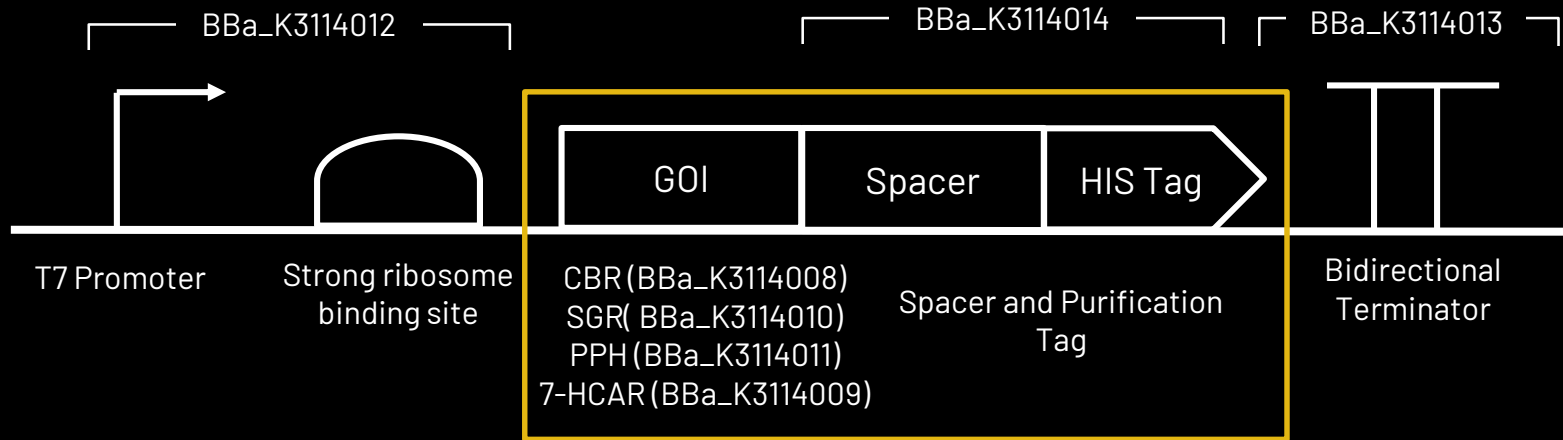 BBa_K3114012
BBa_K3114014
BBa_K3114013
GOI
Spacer
HIS Tag
T7 Promoter
Strong ribosome
binding site
CBR (BBa_K3114008)
SGR( BBa_K3114010)
PPH (BBa_K3114011)
7-HCAR (BBa_K3114009)
Spacer and Purification
Tag
Bidirectional
Terminator